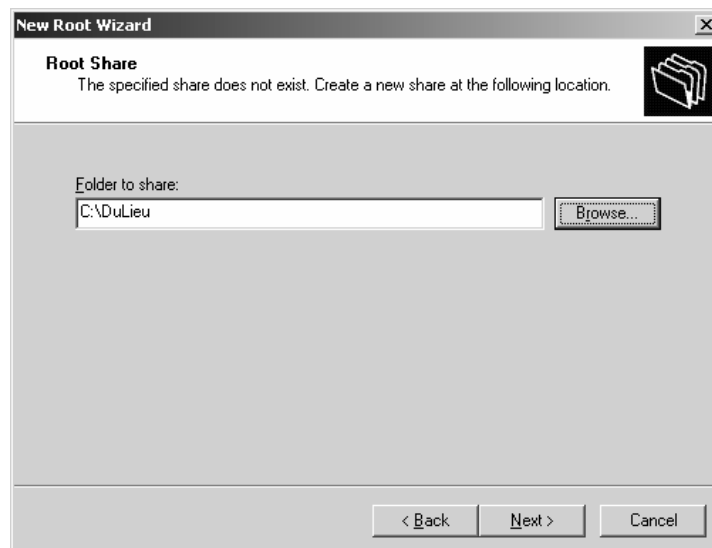 New Root Wizard
Root Share
The specified share does not exist. Create a new share at the following location.
Folder to share:
C:\DuLieu
Browse...
< Back
Next >
Cancel